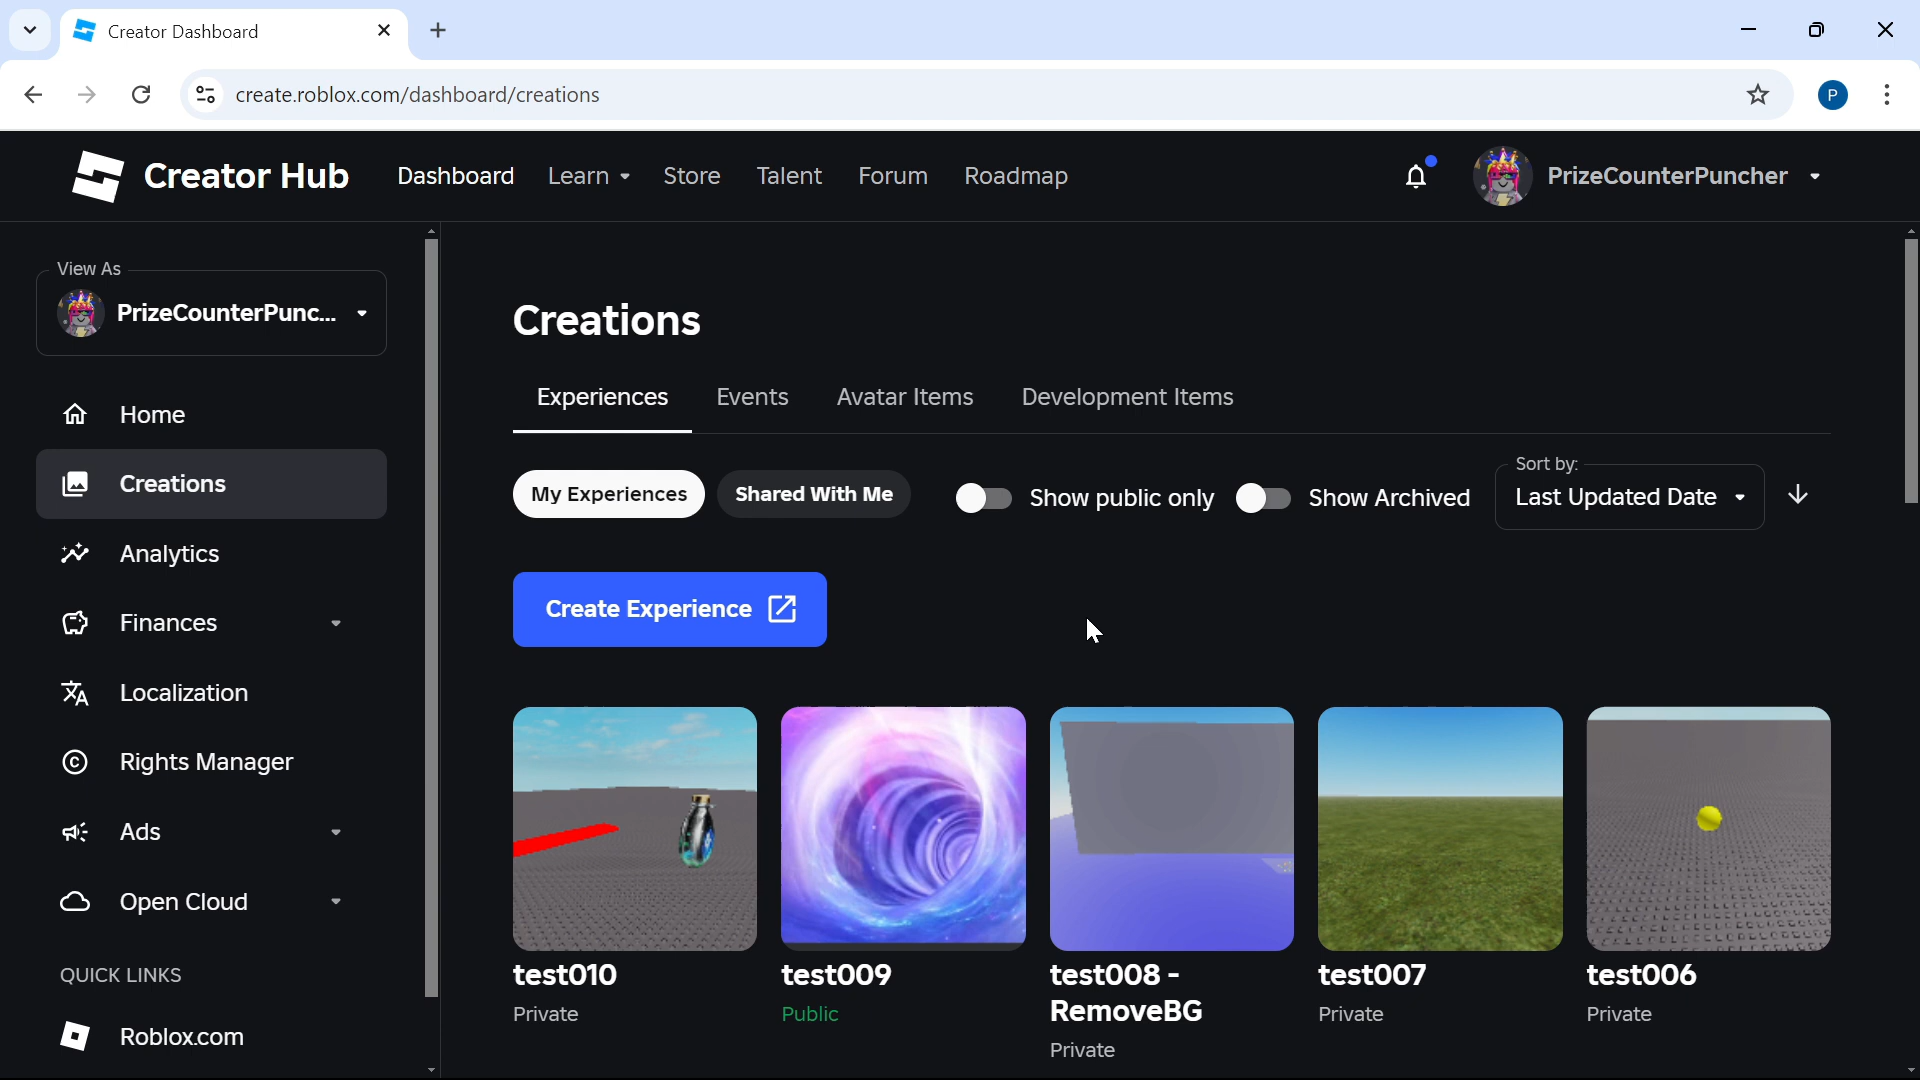 Creator Dashboard
create.roblox.com/dashboard/creations
P
Creator Hub
Dashboard
Learn
Store
Talent
Forum
Roadmap
PrizeCounterPuncher
View As
PrizeCounterPunc...
Home
Creations
Analytics
Finances
Localization
Rights Manager
Ads
Open Cloud
QUICK LINKS
Roblox.com
Creations
Experiences
Events
Avatar Items
Development Items
My Experiences
Shared With Me
Show public only
Show Archived
Sort by:
Last Updated Date
Create Experience
test010
Private
test009
Public
test008 -
RemoveBG
Private
test007
Private
test006
Private